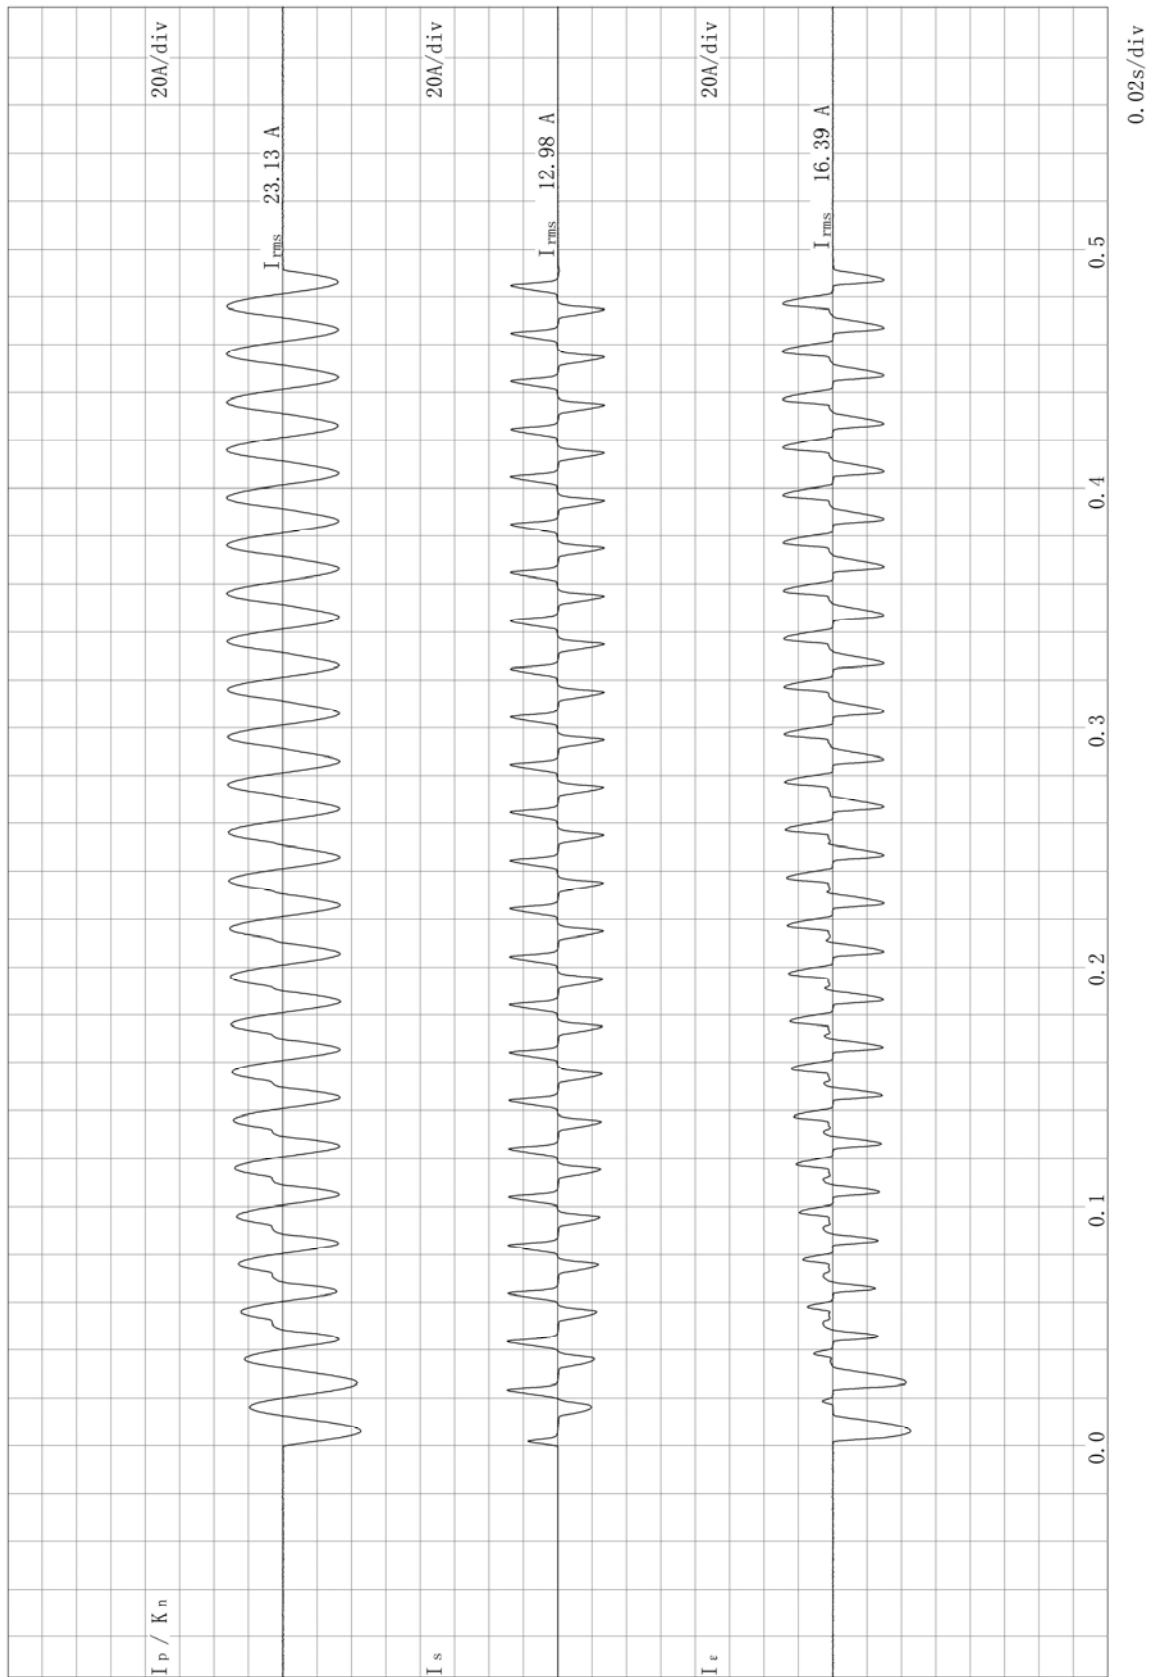 I p / K n
20A/div
I rms 23.13 A
I s
20A/div
I rms 12.98 A
I ε
20A/div
I rms 16.39 A
0.0 0.1 0.2 0.3 0.4 0.5
0.02s/div